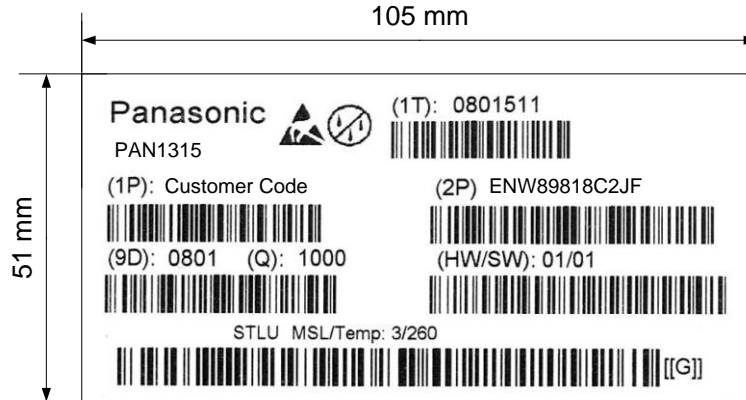 105 mm
51 mm
Panasonic
(1T): 0801511
PAN1315
(1P): Customer Code
(2P) ENW89818C2JF
(9D): 0801 (Q): 1000
(HW/SW): 01/01
STLU MSL/Temp: 3/260
[[G]]